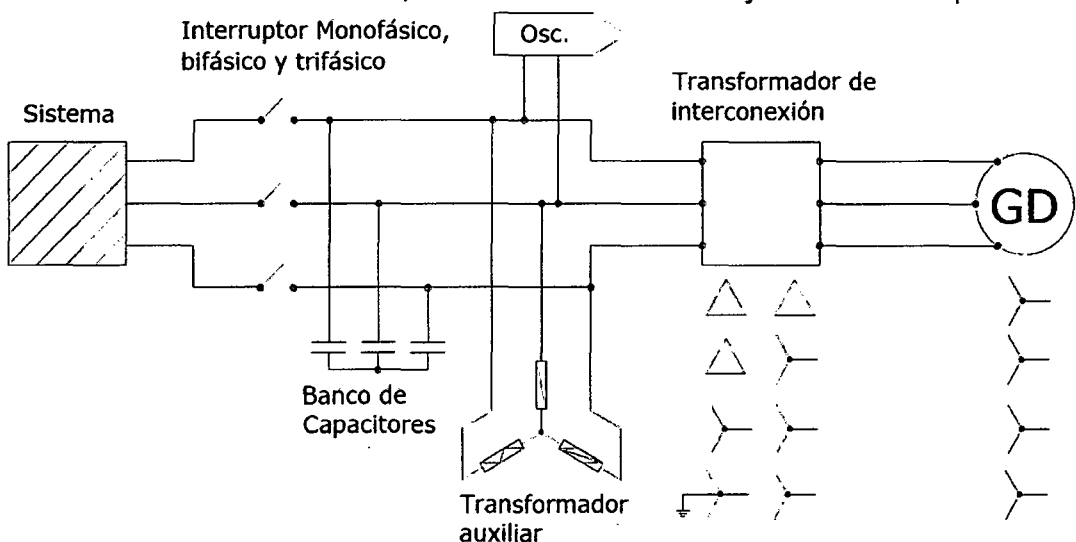 Interruptor Monofásico,
bifásico y trifásico
Osc.
Transformador de
interconexión
Sistema
GD
Banco de
Capacitores
Transformador
auxiliar